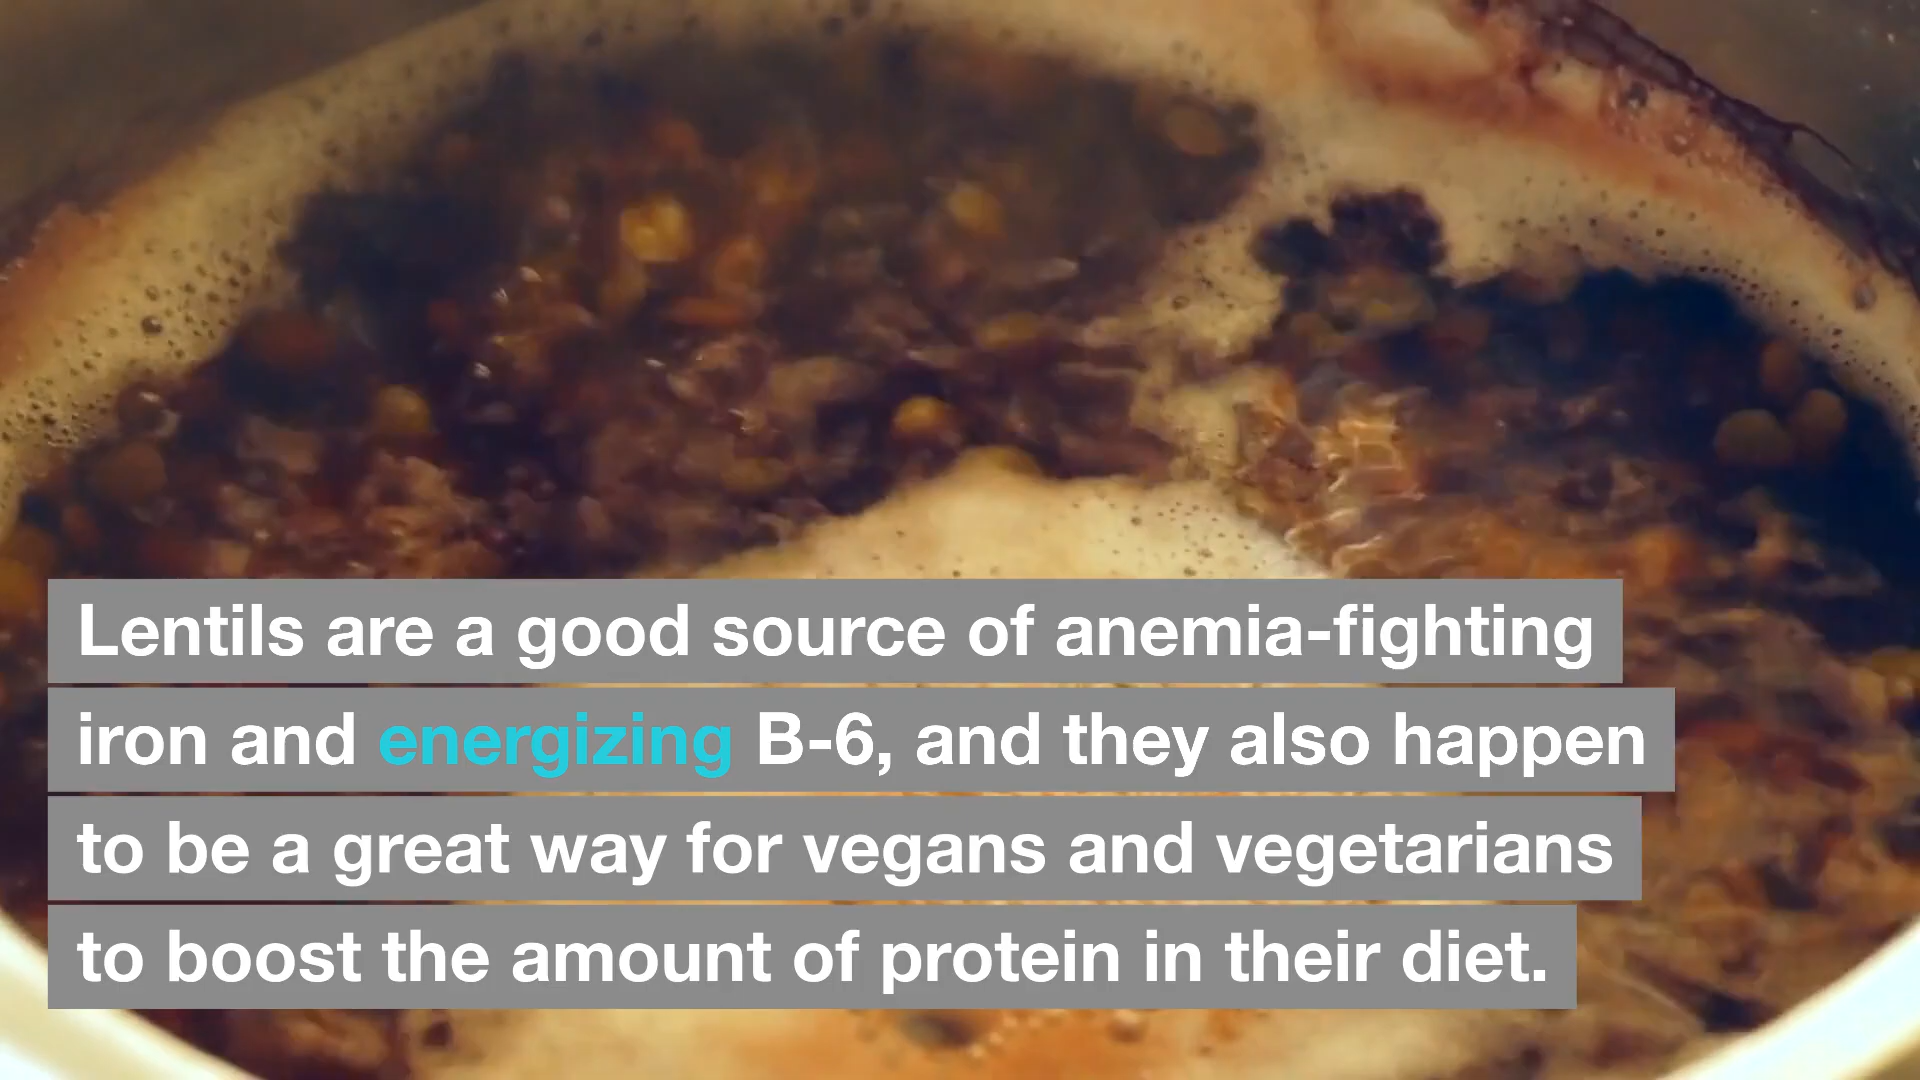 Lentils are a good source of anemia-fighting
iron and energizing B-6, and they also happen
to be a great way for vegans and vegetarians
to boost the amount of protein in their diet.